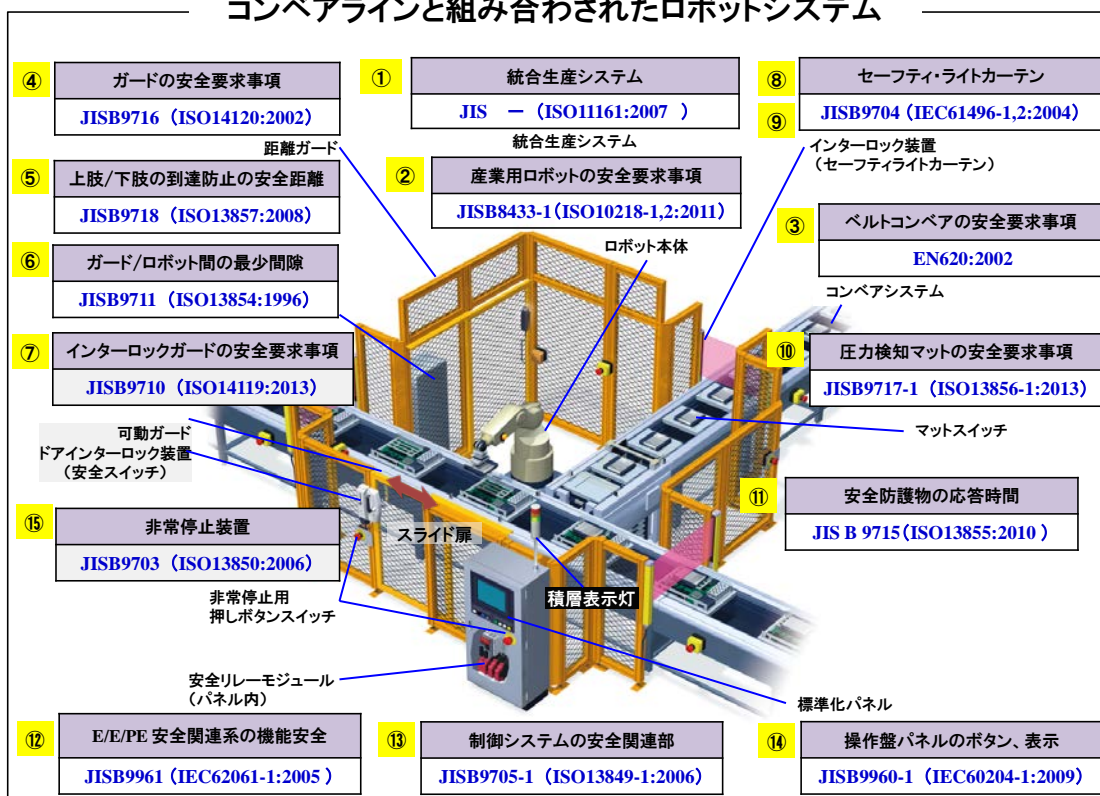 コンベアラインと組み合わされたロボットシステム
④
ガードの安全要求事項
JISB9716 (ISO14120:2002)
距離ガード
①
統合生産システム
JIS － (ISO11161:2007 )
統合生産システム
⑧
⑨
セーフティ・ライトカーテン
JISB9704 (IEC61496-1,2:2004)
インターロック装置
(セーフティライトカーテン)
⑤
上肢/下肢の到達防止の安全距離
JISB9718 (ISO13857:2008)
②
産業用ロボットの安全要求事項
JISB8433-1(ISO10218-1,2:2011)
ロボット本体
③
ベルトコンベアの安全要求事項
EN620:2002
コンベアシステム
⑥
ガード/ロボット間の最少間隙
JISB9711 (ISO13854:1996)
⑦
インターロックガードの安全要求事項
JISB9710 (ISO14119:2013)
可動ガード
ドアインターロック装置
(安全スイッチ)
⑩
圧力検知マットの安全要求事項
JISB9717-1 (ISO13856-1:2013)
マットスイッチ
⑪
安全防護物の応答時間
JIS B 9715(ISO13855:2010 )
⑮
非常停止装置
JISB9703 (ISO13850:2006)
スライド扉
非常停止用
押しボタンスイッチ
積層表示灯
安全リレーモジュール
(パネル内)
標準化パネル
⑫
E/E/PE 安全関連系の機能安全
JISB9961 (IEC62061-1:2005 )
⑬
制御システムの安全関連部
JISB9705-1 (ISO13849-1:2006)
⑭
操作盤パネルのボタン、表示
JISB9960-1 (IEC60204-1:2009)